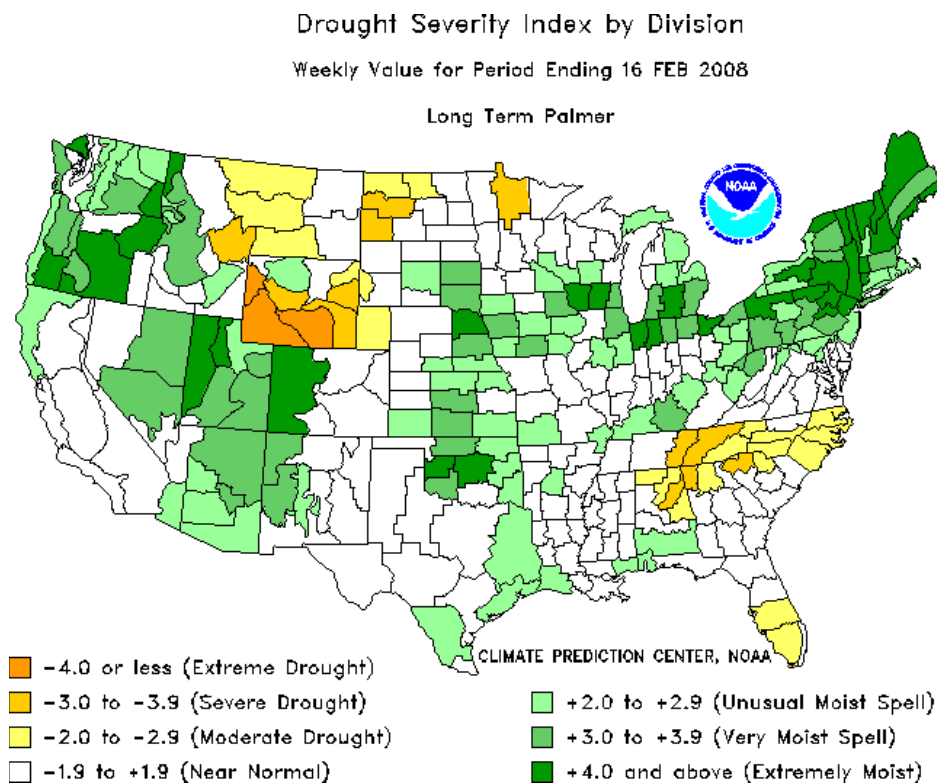 Drought Severity Index by Division
Weekly Value for Period Ending 16 FEB 2008
Long Term Palmer
NOAA
CLIMATE PREDICTION CENTER, NOAA
-4.0 or less (Extreme Drought)
-3.0 to -3.9 (Severe Drought)
-2.0 to -2.9 (Moderate Drought)
-1.9 to +1.9 (Near Normal)
+2.0 to +2.9 (Unusual Moist Spell)
+3.0 to +3.9 (Very Moist Spell)
+4.0 and above (Extremely Moist)